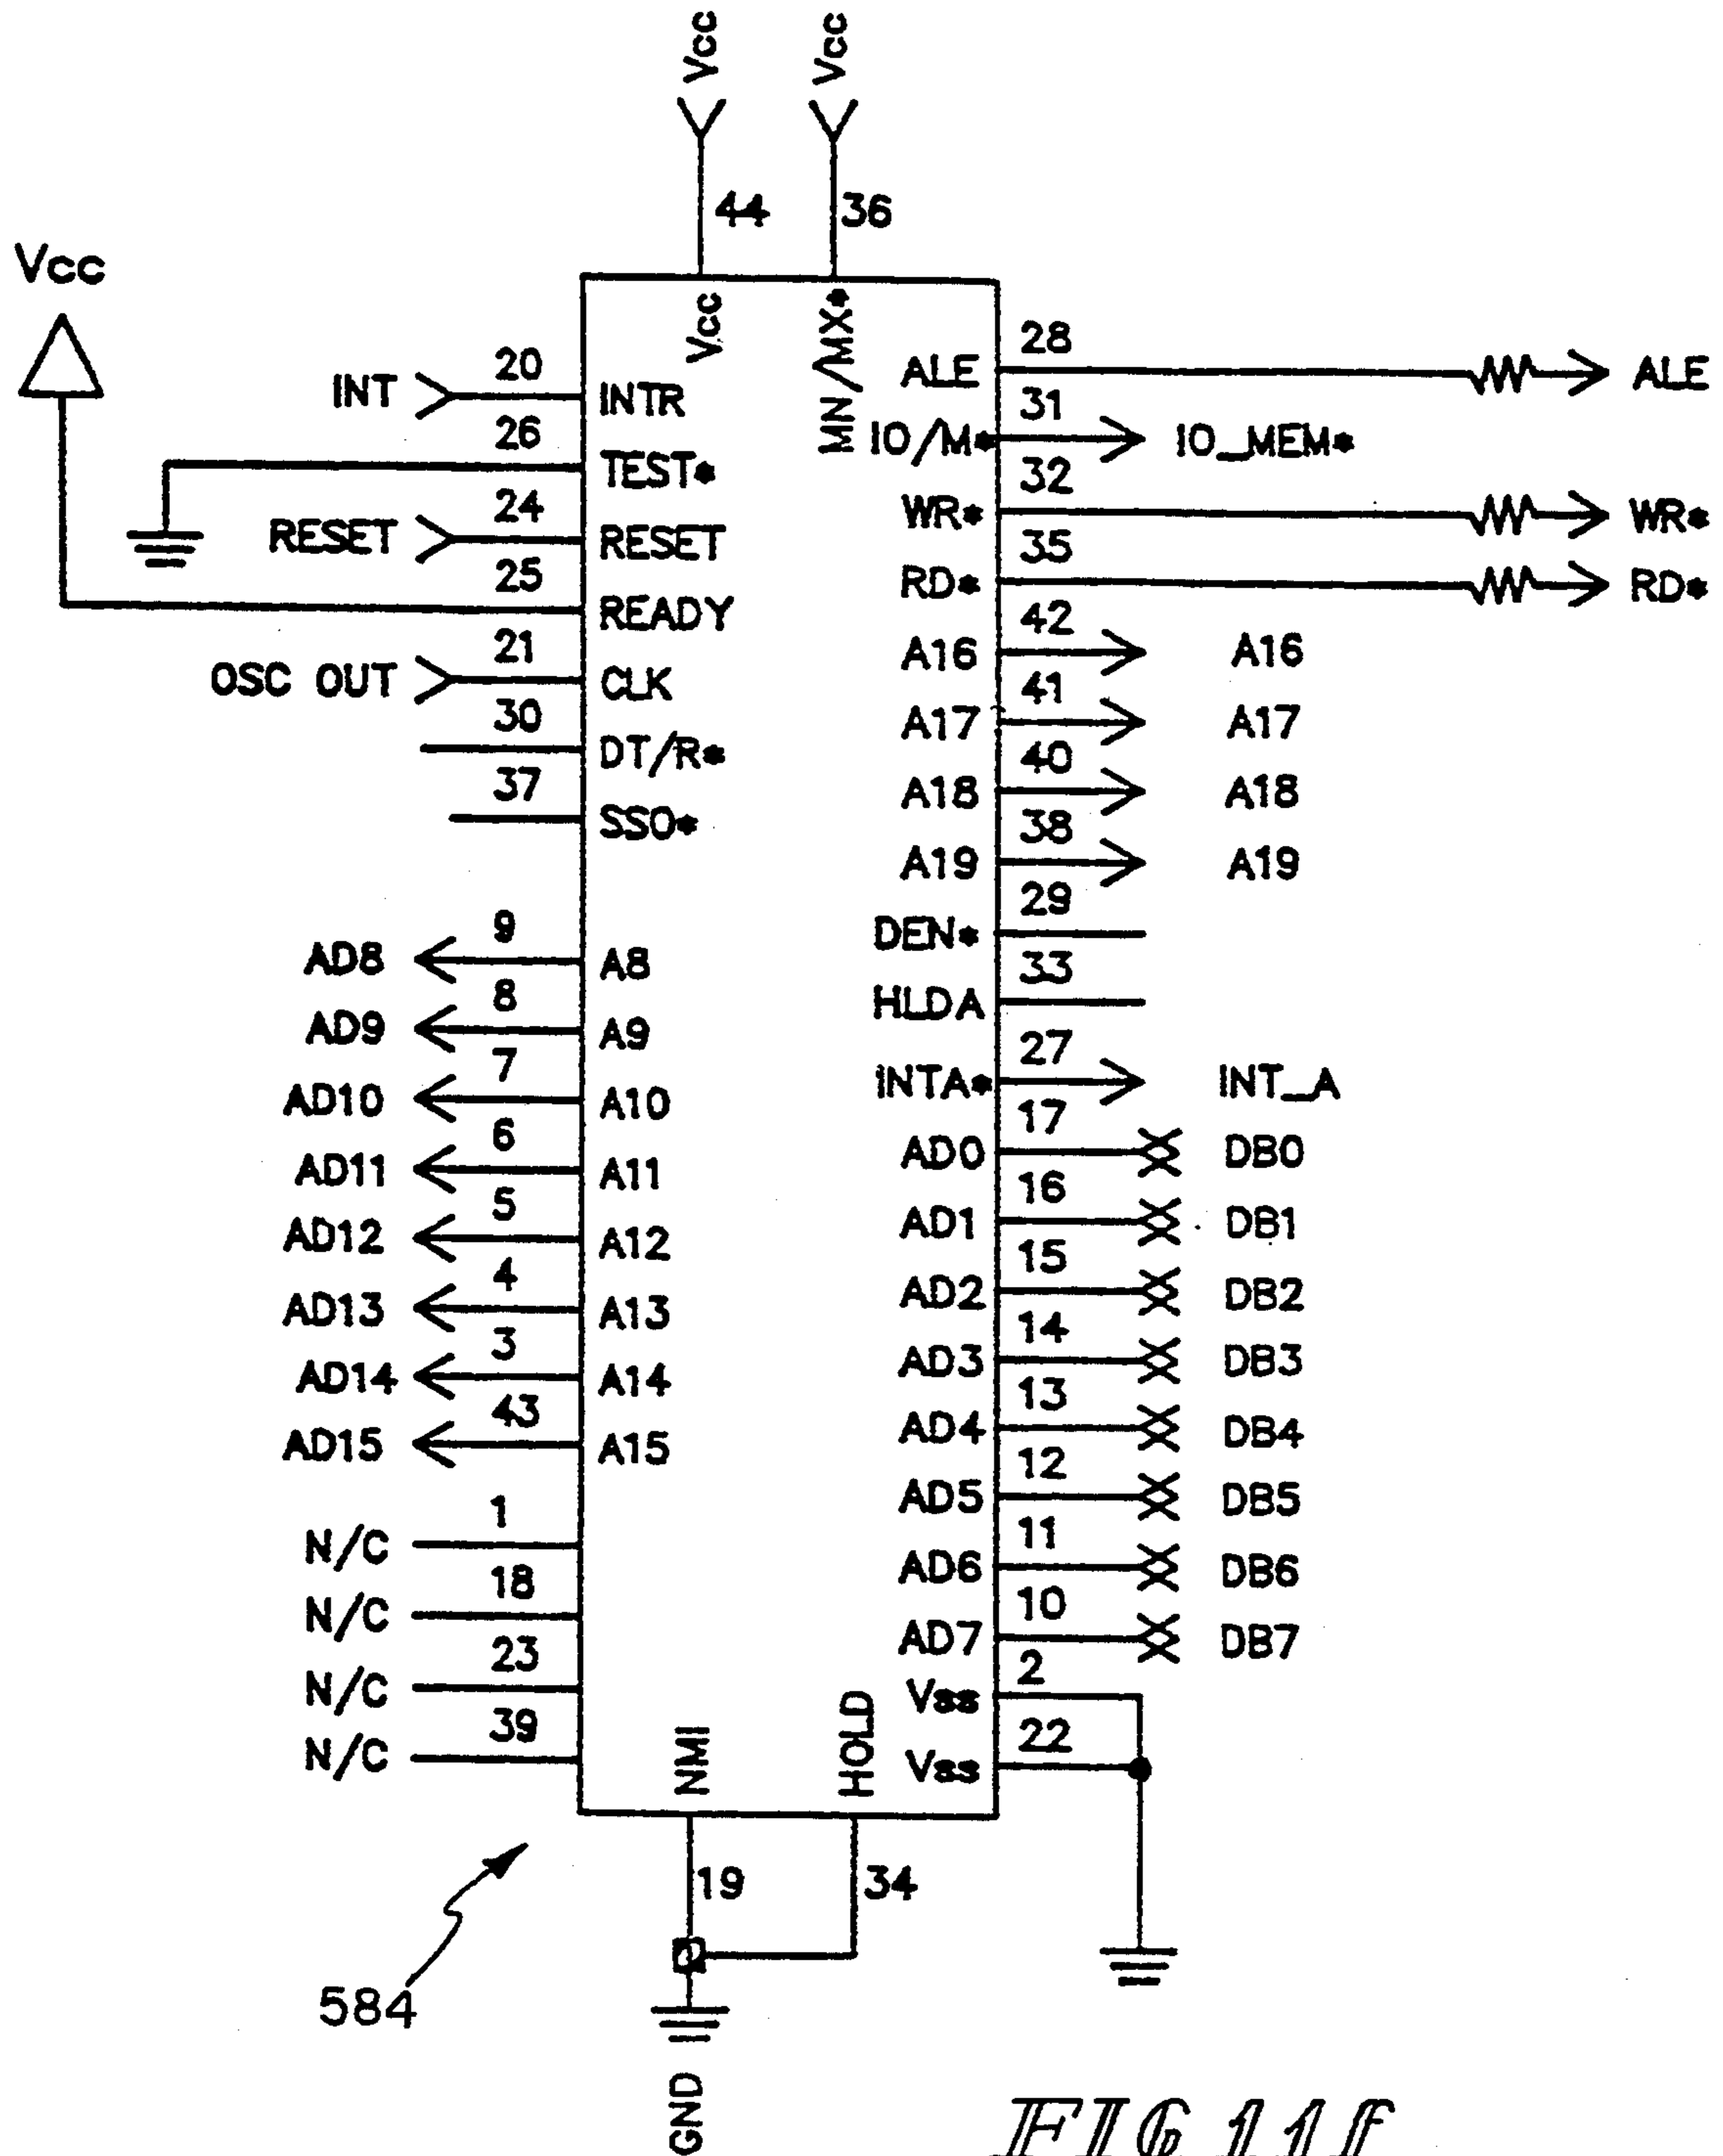 Vcc Vcc
44 36
Vcc
Vcc MN/MX*
INT 20 INTR
26 TEST*
RESET 24 RESET
25 READY
OSC OUT 21 CLK
30 DT/R*
37 SSO*
AD8 9 A8
AD9 8 A9
AD10 7 A10
AD11 6 A11
AD12 5 A12
AD13 4 A13
AD14 3 A14
AD15 43 A15
N/C 1
N/C 18
N/C 23
N/C 39
ALE 28 ALE
IO/M* 31 IO_MEM*
WR* 32 WR*
RD* 35 RD*
A16 42 A16
A17 41 A17
A18 40 A18
A19 38 A19
DEN* 29
HLDA 33
INTA* 27 INT_A
AD0 17 DB0
AD1 16 DB1
AD2 15 DB2
AD3 14 DB3
AD4 13 DB4
AD5 12 DB5
AD6 11 DB6
AD7 10 DB7
Vss 2
Vss 22
NMI HOLD
19 34
584
GND
FIG 11f